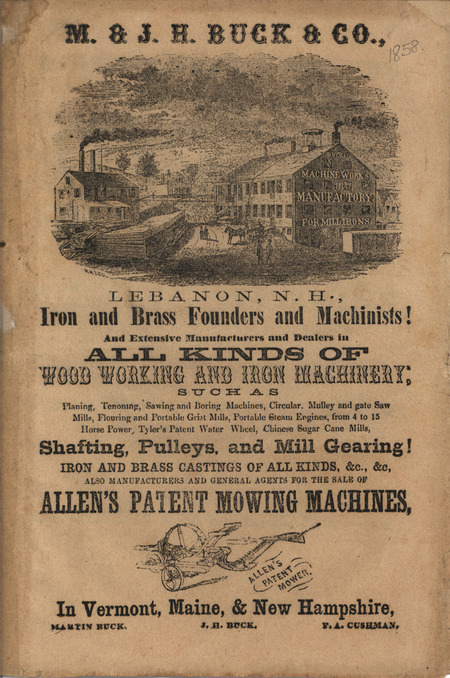 M. & J. H. BUCK & CO.,
1858.
MACHINE WORKS
MANUFACTORY
FOR MILL IRONS
LEBANON, N. H.,
Iron and Brass Founders and Machinists!
And Extensive Manufacturers and Dealers in
ALL KINDS OF
WOOD WORKING AND IRON MACHINERY;
SUCH AS
Planing, Tenoning, Sawing and Boring Machines, Circular, Mulley and gate Saw
Mills, Flouring and Portable Grist Mills, Portable Steam Engines, from 4 to 15
Horse Power, Tyler's Patent Water Wheel, Chinese Sugar Cane Mills,
Shafting, Pulleys, and Mill Gearing!
IRON AND BRASS CASTINGS OF ALL KINDS, &c., &c,
ALSO MANUFACTURERS AND GENERAL AGENTS FOR THE SALE OF
ALLEN'S PATENT MOWING MACHINES,
ALLEN'S
PATENT
MOWER.
In Vermont, Maine, & New Hampshire,
MARTIN BUCK. J. H. BUCK. F. A. CUSHMAN.